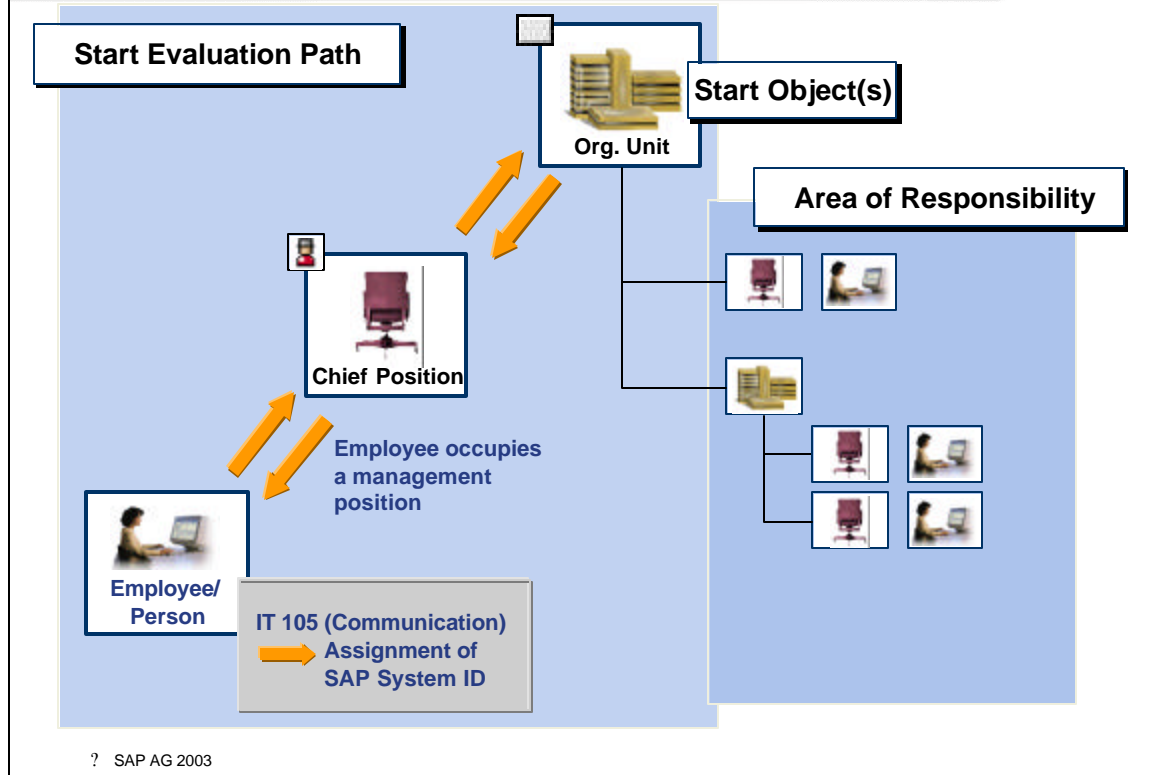 Start Evaluation Path
Start Object(s)
Org. Unit
Area of Responsibility
Chief Position
Employee occupies
a management
position
Employee/
Person
IT 105 (Communication)
Assignment of
SAP System ID
? SAP AG 2003